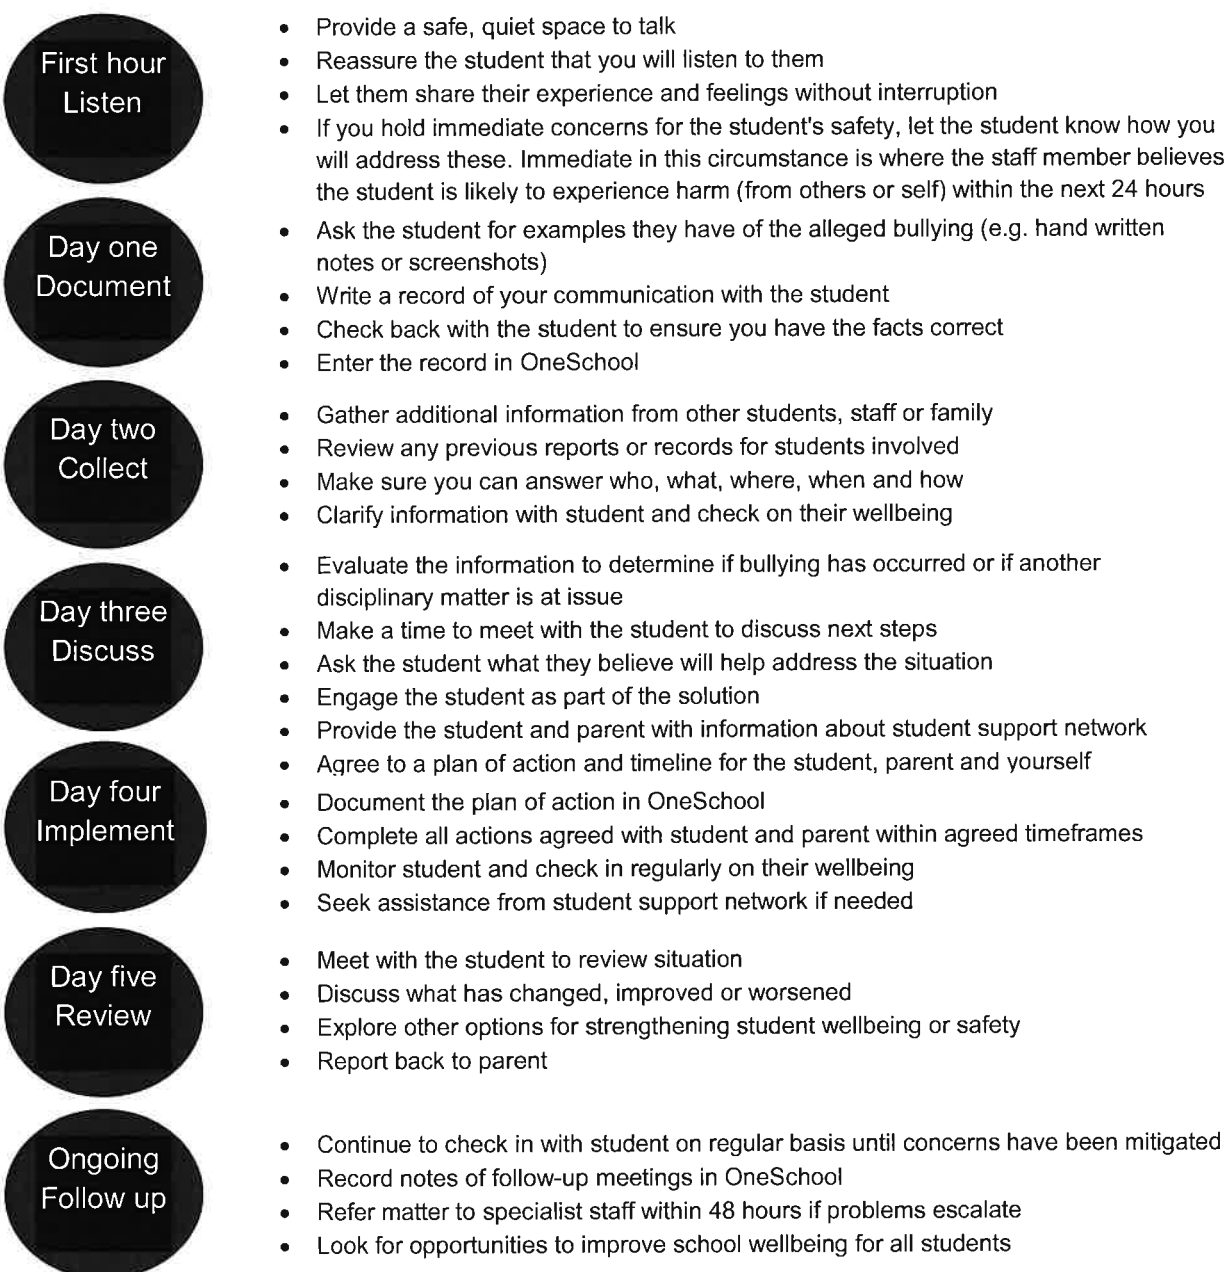 First hour
Listen
• Provide a safe, quiet space to talk
• Reassure the student that you will listen to them
• Let them share their experience and feelings without interruption
• If you hold immediate concerns for the student's safety, let the student know how you
will address these. Immediate in this circumstance is where the staff member believes
the student is likely to experience harm (from others or self) within the next 24 hours
Day one
Document
• Ask the student for examples they have of the alleged bullying (e.g. hand written
notes or screenshots)
• Write a record of your communication with the student
• Check back with the student to ensure you have the facts correct
• Enter the record in OneSchool
Day two
Collect
• Gather additional information from other students, staff or family
• Review any previous reports or records for students involved
• Make sure you can answer who, what, where, when and how
• Clarify information with student and check on their wellbeing
Day three
Discuss
• Evaluate the information to determine if bullying has occurred or if another
disciplinary matter is at issue
• Make a time to meet with the student to discuss next steps
• Ask the student what they believe will help address the situation
• Engage the student as part of the solution
• Provide the student and parent with information about student support network
• Agree to a plan of action and timeline for the student, parent and yourself
Day four
Implement
• Document the plan of action in OneSchool
• Complete all actions agreed with student and parent within agreed timeframes
• Monitor student and check in regularly on their wellbeing
• Seek assistance from student support network if needed
Day five
Review
• Meet with the student to review situation
• Discuss what has changed, improved or worsened
• Explore other options for strengthening student wellbeing or safety
• Report back to parent
Ongoing
Follow up
• Continue to check in with student on regular basis until concerns have been mitigated
• Record notes of follow-up meetings in OneSchool
• Refer matter to specialist staff within 48 hours if problems escalate
• Look for opportunities to improve school wellbeing for all students